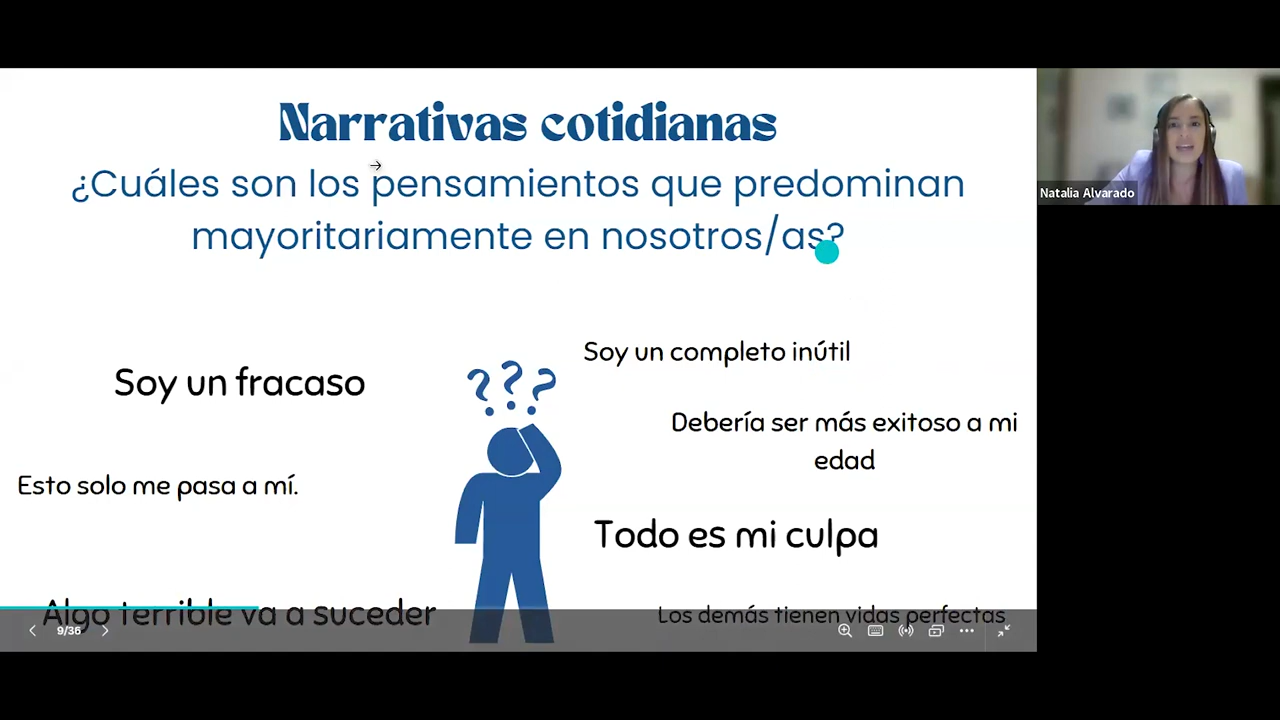 Narrativas cotidianas
¿Cuáles son los pensamientos que predominan
mayoritariamente en nosotros/as?
Natalia Alvarado
Soy un completo inútil
Soy un fracaso
???
Debería ser más exitoso a mi
edad
Esto solo me pasa a mí.
Todo es mi culpa
Algo terrible va a suceder
Los demás tienen vidas perfectas
9/36